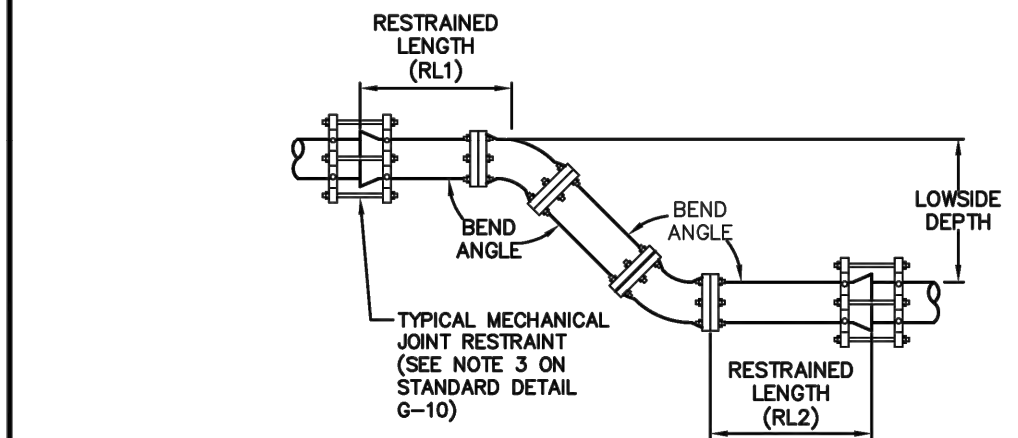 RESTRAINED
LENGTH
(RL1)
LOWSIDE
DEPTH
BEND
ANGLE
BEND
ANGLE
TYPICAL MECHANICAL
JOINT RESTRAINT
(SEE NOTE 3 ON
STANDARD DETAIL
G-10)
RESTRAINED
LENGTH
(RL2)